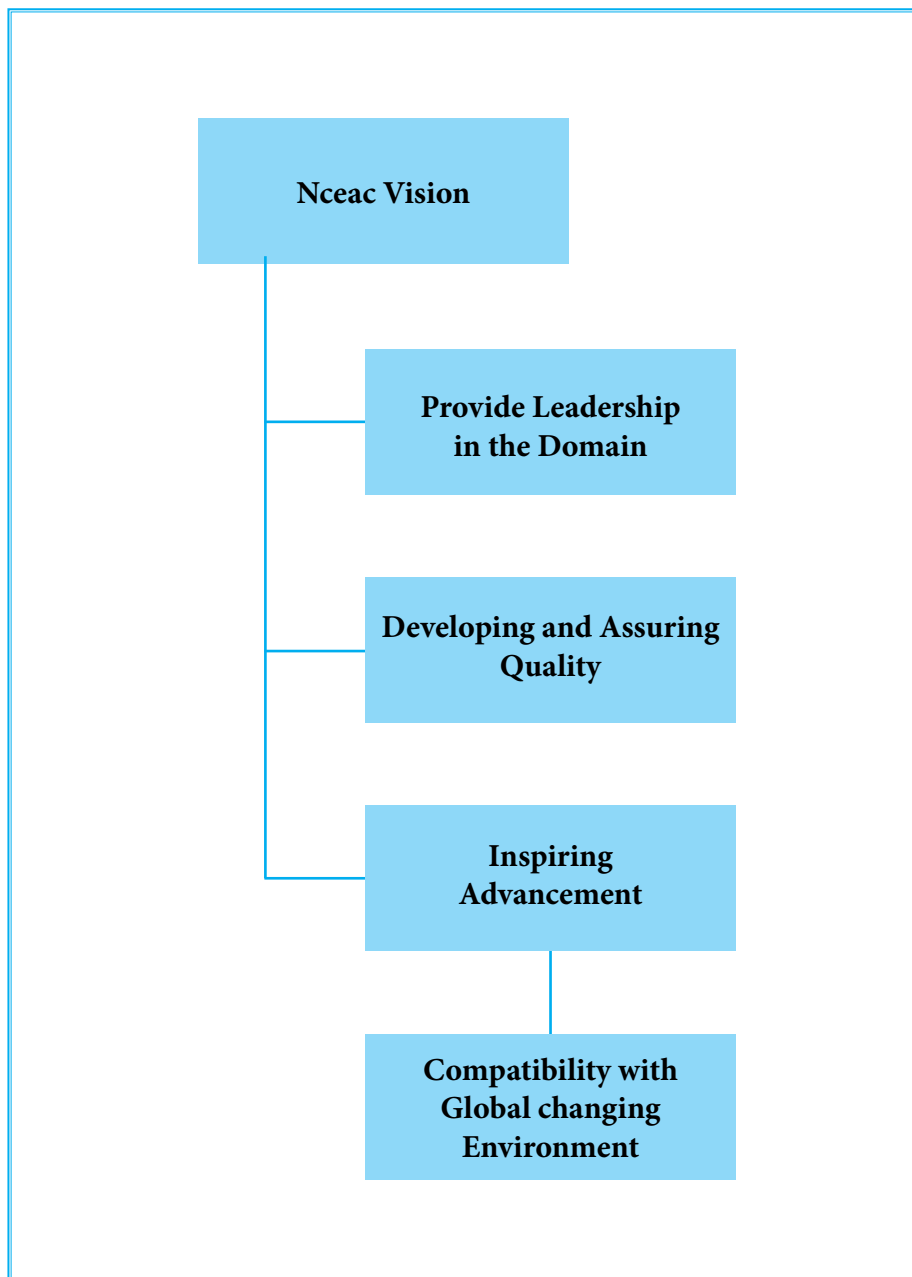 Nceac Vision
Provide Leadership
in the Domain
Developing and Assuring
Quality
Inspiring
Advancement
Compatibility with
Global changing
Environment